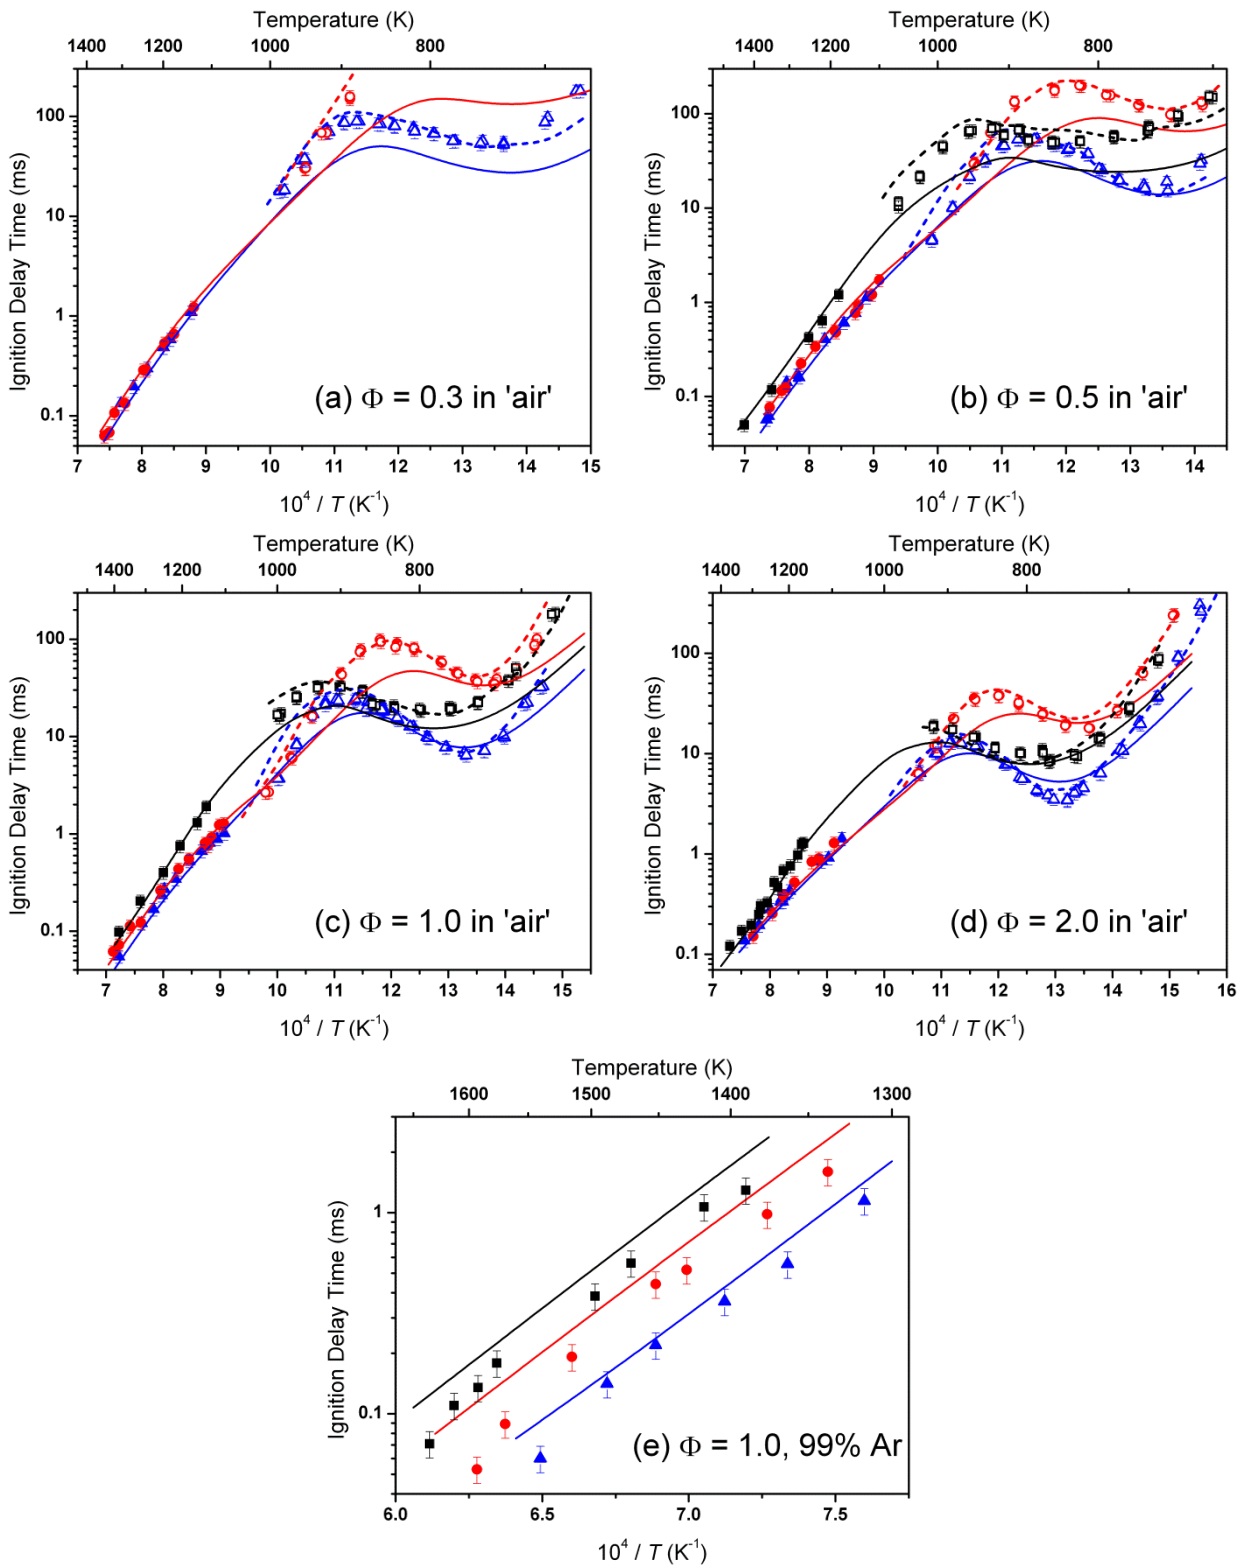 Temperature (K)
1400 1200 1000 800
Ignition Delay Time (ms)
100
10
1
0.1
(a) Φ = 0.3 in 'air'
7 8 9 10 11 12 13 14 15
10⁴ / T (K⁻¹)
Temperature (K)
1400 1200 1000 800
Ignition Delay Time (ms)
100
10
1
0.1
(b) Φ = 0.5 in 'air'
7 8 9 10 11 12 13 14
10⁴ / T (K⁻¹)
Temperature (K)
1400 1200 1000 800
Ignition Delay Time (ms)
100
10
1
0.1
(c) Φ = 1.0 in 'air'
7 8 9 10 11 12 13 14 15
10⁴ / T (K⁻¹)
Temperature (K)
1400 1200 1000 800
Ignition Delay Time (ms)
100
10
1
0.1
(d) Φ = 2.0 in 'air'
7 8 9 10 11 12 13 14 15 16
10⁴ / T (K⁻¹)
Temperature (K)
1600 1500 1400 1300
Ignition Delay Time (ms)
1
0.1
(e) Φ = 1.0, 99% Ar
6.0 6.5 7.0 7.5
10⁴ / T (K⁻¹)